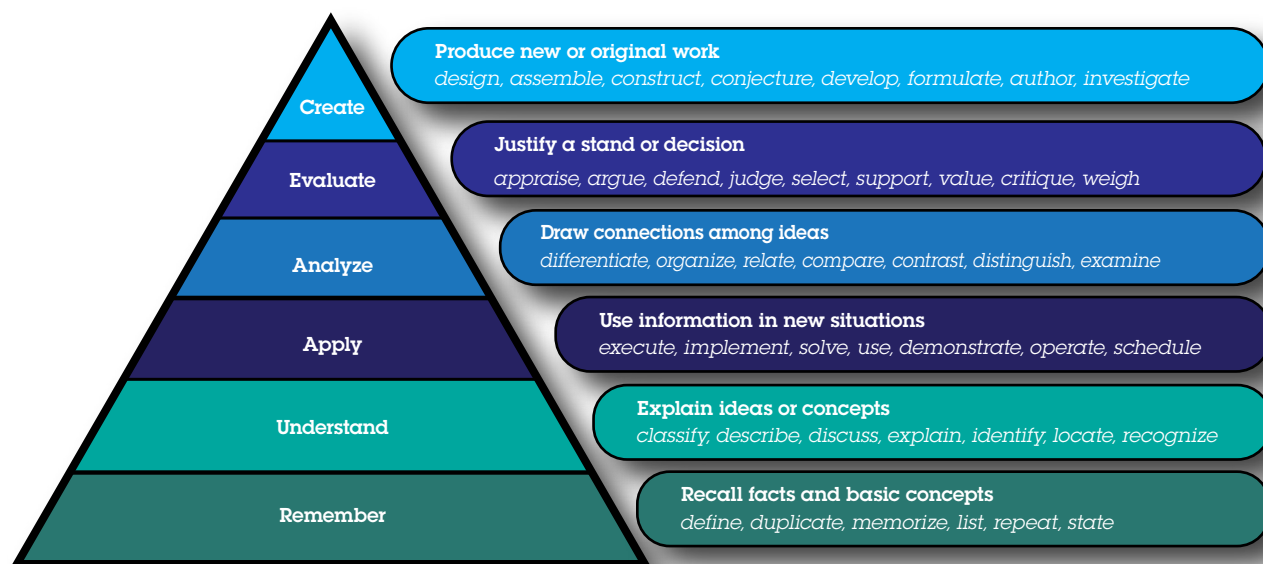 Create
Produce new or original work
design, assemble, construct, conjecture, develop, formulate, author, investigate
Evaluate
Justify a stand or decision
appraise, argue, defend, judge, select, support, value, critique, weigh
Analyze
Draw connections among ideas
differentiate, organize, relate, compare, contrast, distinguish, examine
Apply
Use information in new situations
execute, implement, solve, use, demonstrate, operate, schedule
Understand
Explain ideas or concepts
classify, describe, discuss, explain, identify, locate, recognize
Remember
Recall facts and basic concepts
define, duplicate, memorize, list, repeat, state